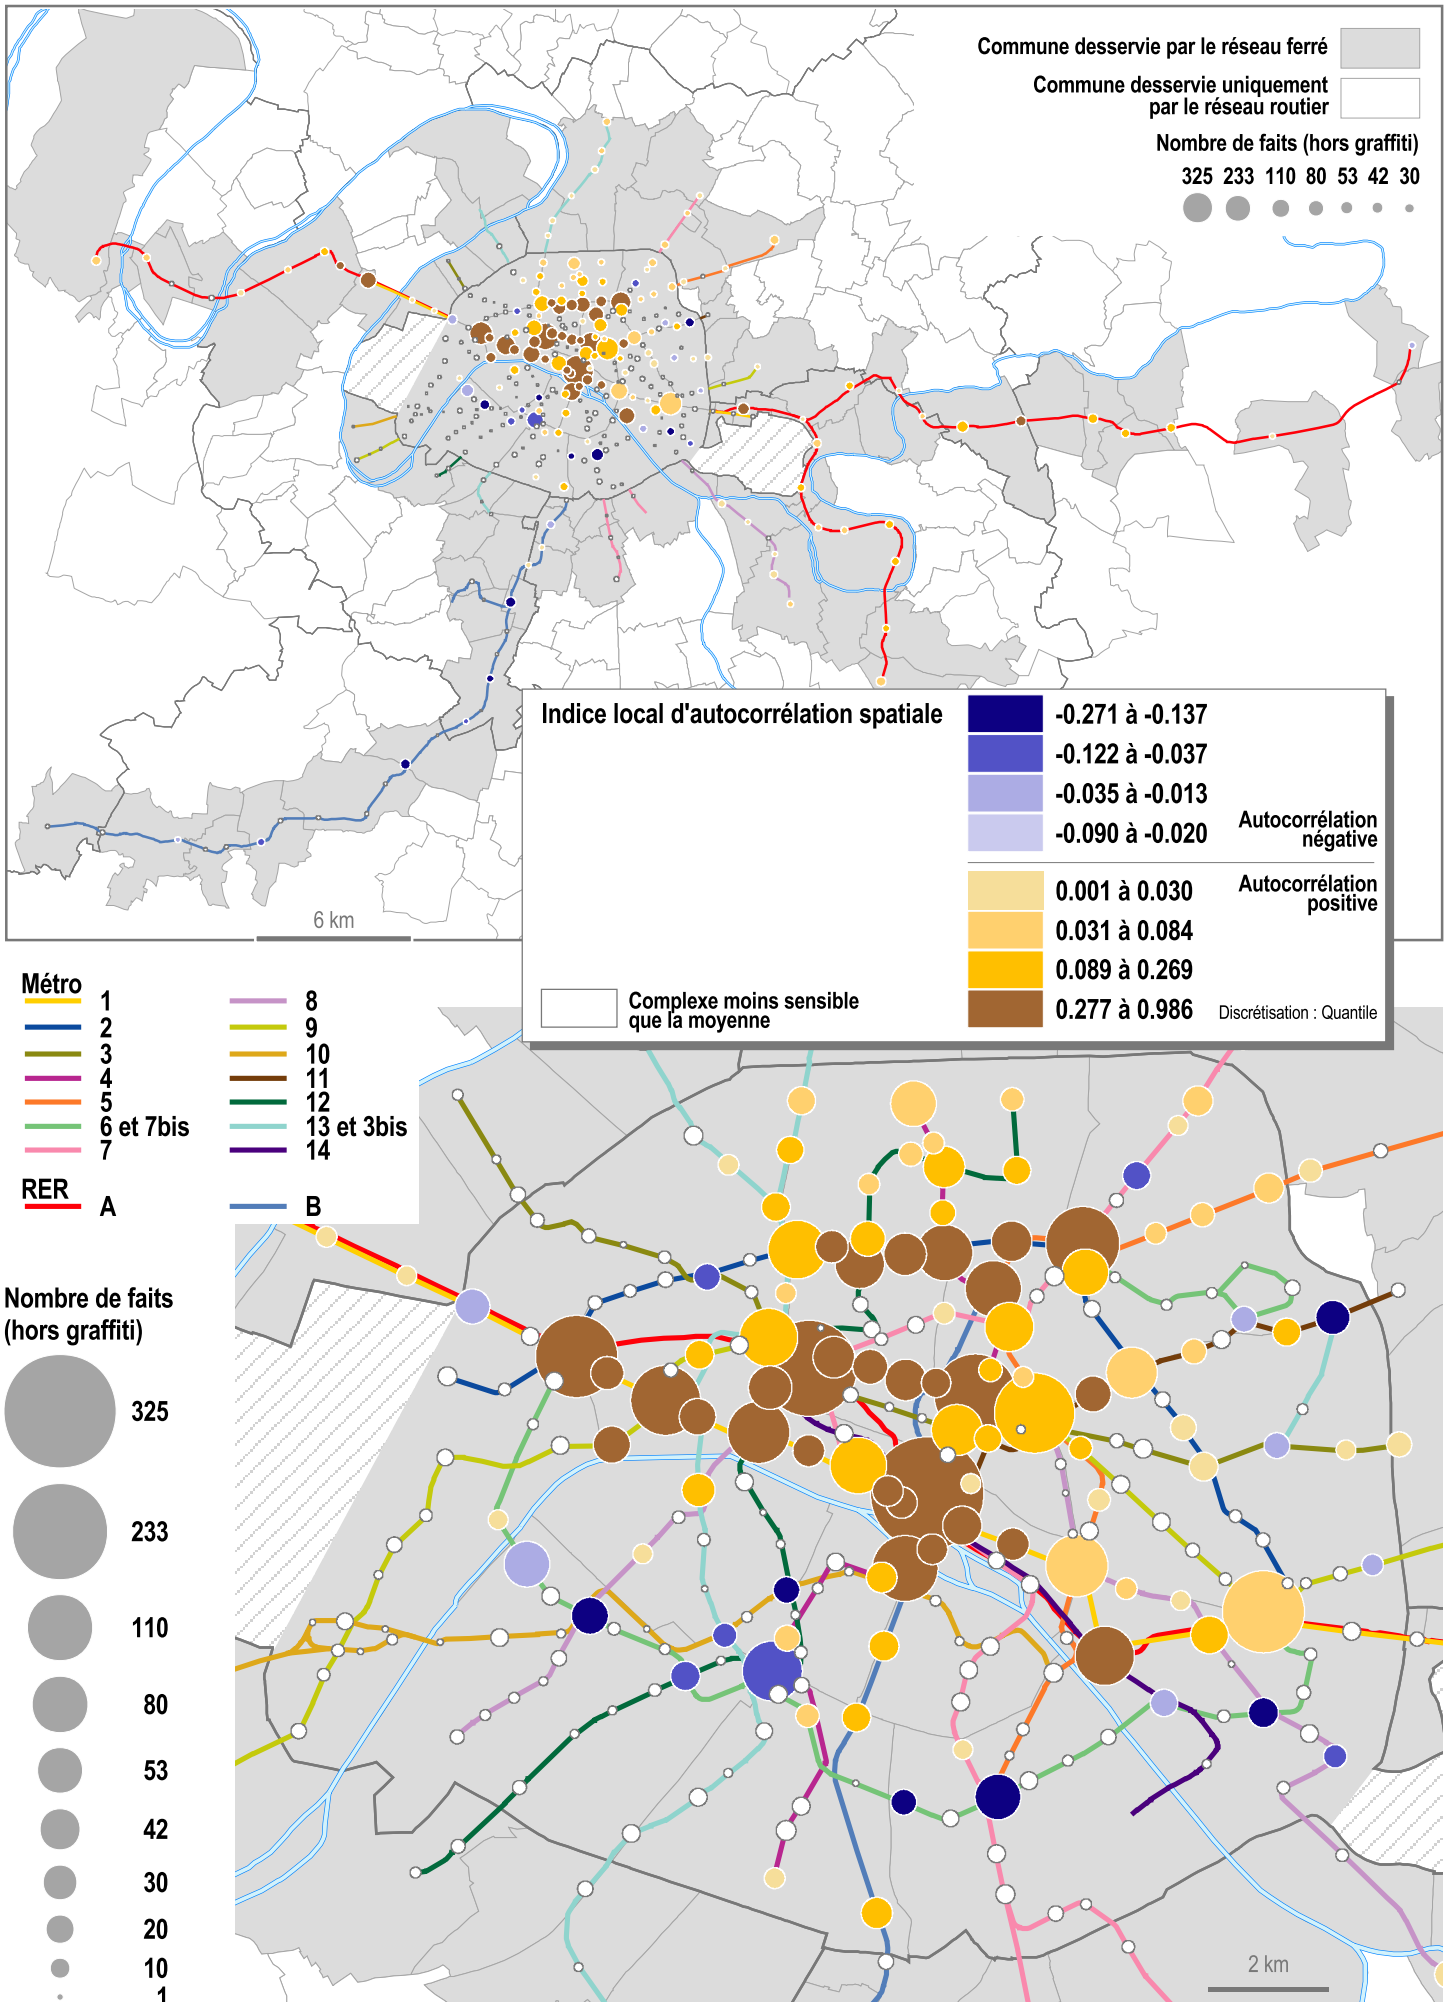 Commune desservie par le réseau ferré
Commune desservie uniquement
par le réseau routier
Nombre de faits (hors graffiti)
325 233 110 80 53 42 30
Indice local d'autocorrélation spatiale
-0.271 à -0.137
-0.122 à -0.037
-0.035 à -0.013
-0.090 à -0.020
Autocorrélation
négative
0.001 à 0.030
Autocorrélation
positive
0.031 à 0.084
0.089 à 0.269
0.277 à 0.986
Discrétisation : Quantile
Complexe moins sensible
que la moyenne
6 km
Métro
1
2
3
4
5
6 et 7bis
7
8
9
10
11
12
13 et 3bis
14
RER
A
B
Nombre de faits
(hors graffiti)
325
233
110
80
53
42
30
20
10
1
2 km